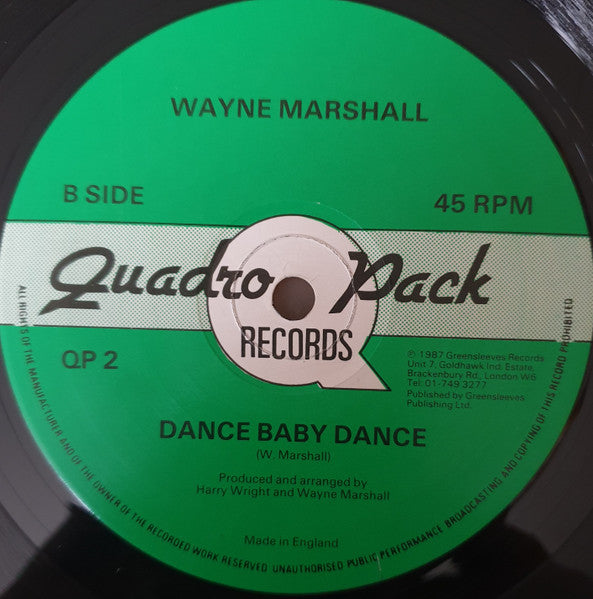 WAYNE MARSHALL
B SIDE
45 RPM
Quadro Pack
RECORDS
QP 2
℗ 1987 Greensleeves Records
Unit 7, Goldhawk Ind. Estate,
Brackenbury Rd., London W6
Tel: 01-749 3277
Published by Greensleeves
Publishing Ltd.
DANCE BABY DANCE
(W. Marshall)
Produced and arranged by
Harry Wright and Wayne Marshall
Made in England
ALL RIGHTS OF THE MANUFACTURER AND OF THE OWNER OF THE RECORDED WORK RESERVED UNAUTHORISED PUBLIC PERFORMANCE BROADCASTING AND COPYING OF THIS RECORD PROHIBITED